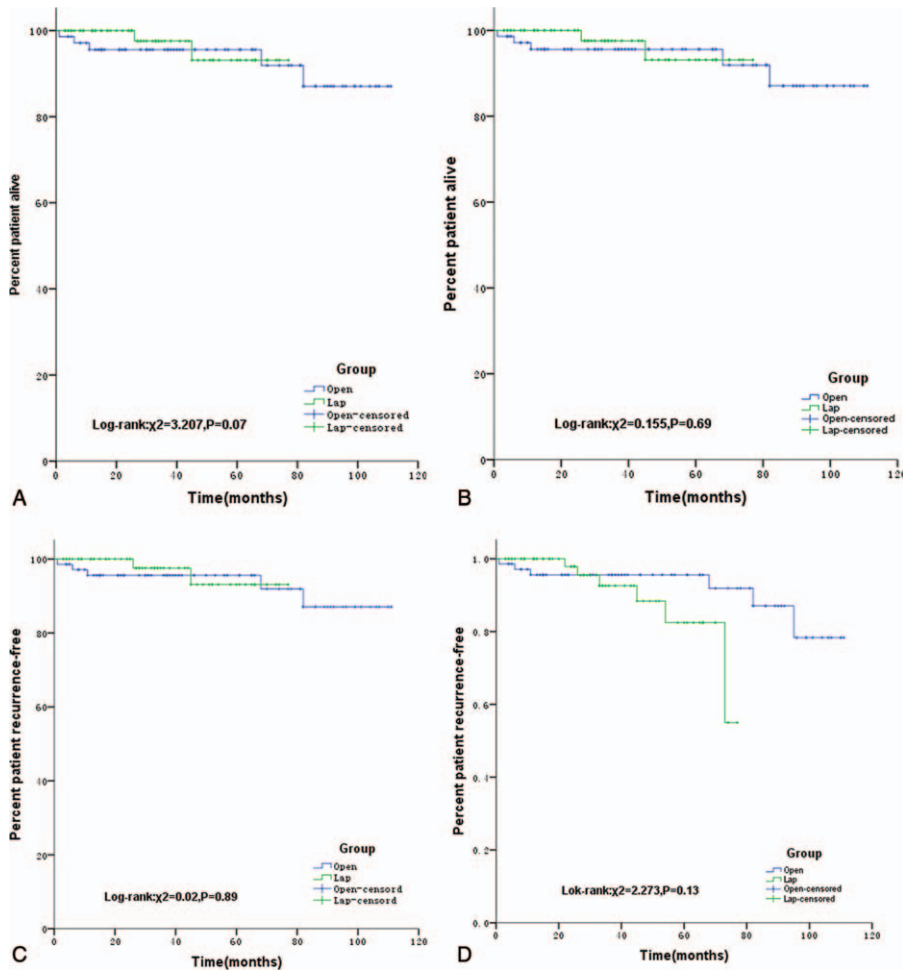 100
80
60
40
20
0
Percent patient alive
Group
Open
Lap
Open-censored
Lap-censored
Log-rank:χ2=3.207,P=0.07
0 20 40 60 80 100 120
Time(months)
A
100
80
60
40
20
0
Percent patient alive
Group
Open
Lap
Open-censored
Lap-censored
Log-rank:χ2=0.155,P=0.69
0 20 40 60 80 100 120
Time(months)
B
100
80
60
40
20
0
Percent patient recurrence-free
Group
Open
Lap
Open-censord
Lap-censord
Log-rank:χ2=0.02,P=0.89
0 20 40 60 80 100 120
Time(months)
C
1.0
0.8
0.6
0.4
0.2
0.0
Percent patient recurrence-free
Group
Open
Lap
Open-censored
Lap-censored
Lok-rank:χ2=2.273,P=0.13
0 20 40 60 80 100 120
Time(months)
D